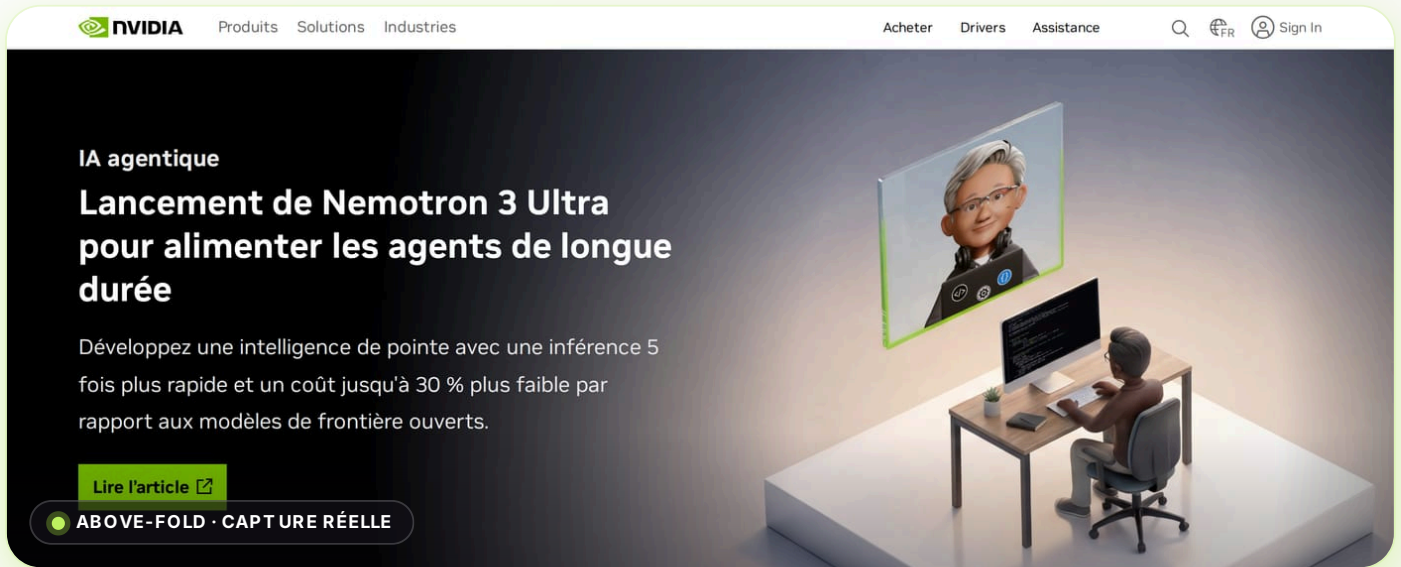 NVIDIA
Produits Solutions Industries
Acheter Drivers Assistance
FR Sign In
IA agentique
Lancement de Nemotron 3 Ultra
pour alimenter les agents de longue
durée
Développez une intelligence de pointe avec une inférence 5
fois plus rapide et un coût jusqu'à 30 % plus faible par
rapport aux modèles de frontière ouverts.
Lire l'article
ABOVE-FOLD · CAPTURE RÉELLE